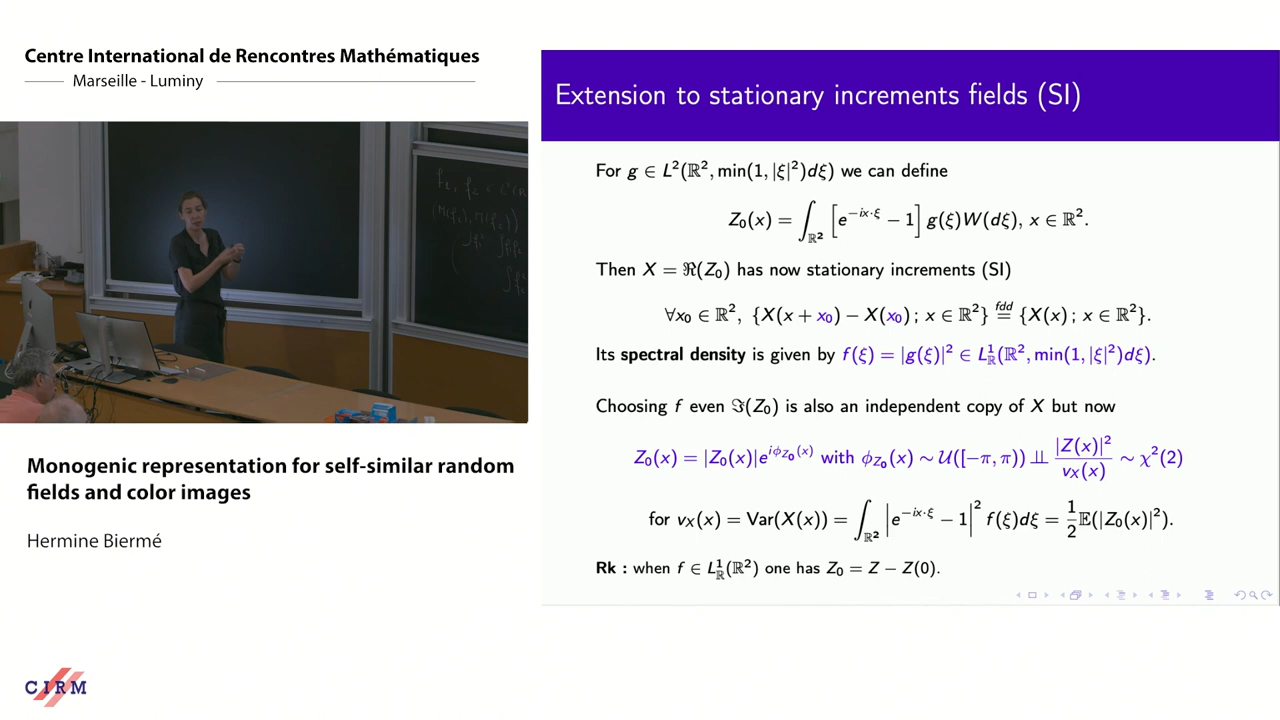 Centre International de Rencontres Mathématiques
Marseille - Luminy
Extension to stationary increments fields (SI)
For g ∈ L²(ℝ², min(1, |ξ|²)dξ) we can define
Z₀(x) = ∫_ℝ² [e^{−ix·ξ} − 1] g(ξ)W(dξ), x ∈ ℝ².
Then X = ℜ(Z₀) has now stationary increments (SI)
∀x₀ ∈ ℝ², {X(x + x₀) − X(x₀) ; x ∈ ℝ²} =^{fdd} {X(x) ; x ∈ ℝ²}.
Its spectral density is given by f(ξ) = |g(ξ)|² ∈ L¹_ℝ(ℝ², min(1, |ξ|²)dξ).
Choosing f even ℑ(Z₀) is also an independent copy of X but now
Z₀(x) = |Z₀(x)|e^{iϕ_{Z₀}(x)} with ϕ_{Z₀}(x) ∼ 𝒰([−π, π)) ⫫ |Z(x)|²/v_X(x) ∼ χ²(2)
for v_X(x) = Var(X(x)) = ∫_ℝ² |e^{−ix·ξ} − 1|² f(ξ)dξ = 1/2 𝔼(|Z₀(x)|²).
Rk : when f ∈ L¹_ℝ(ℝ²) one has Z₀ = Z − Z(0).
Monogenic representation for self-similar random
fields and color images
Hermine Biermé
CIRM